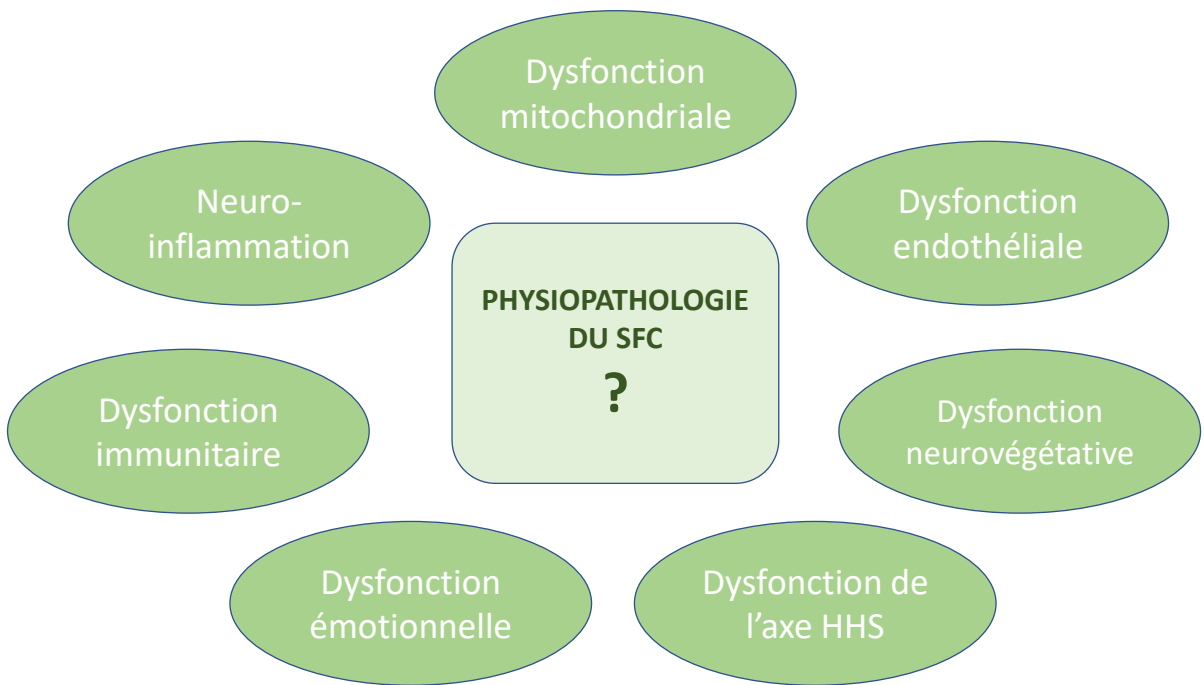 Dysfonction
mitochondriale
Neuro-
inflammation
Dysfonction
endothéliale
PHYSIOPATHOLOGIE
DU SFC
?
Dysfonction
immunitaire
Dysfonction
neurovégétative
Dysfonction
émotionnelle
Dysfonction de
l’axe HHS